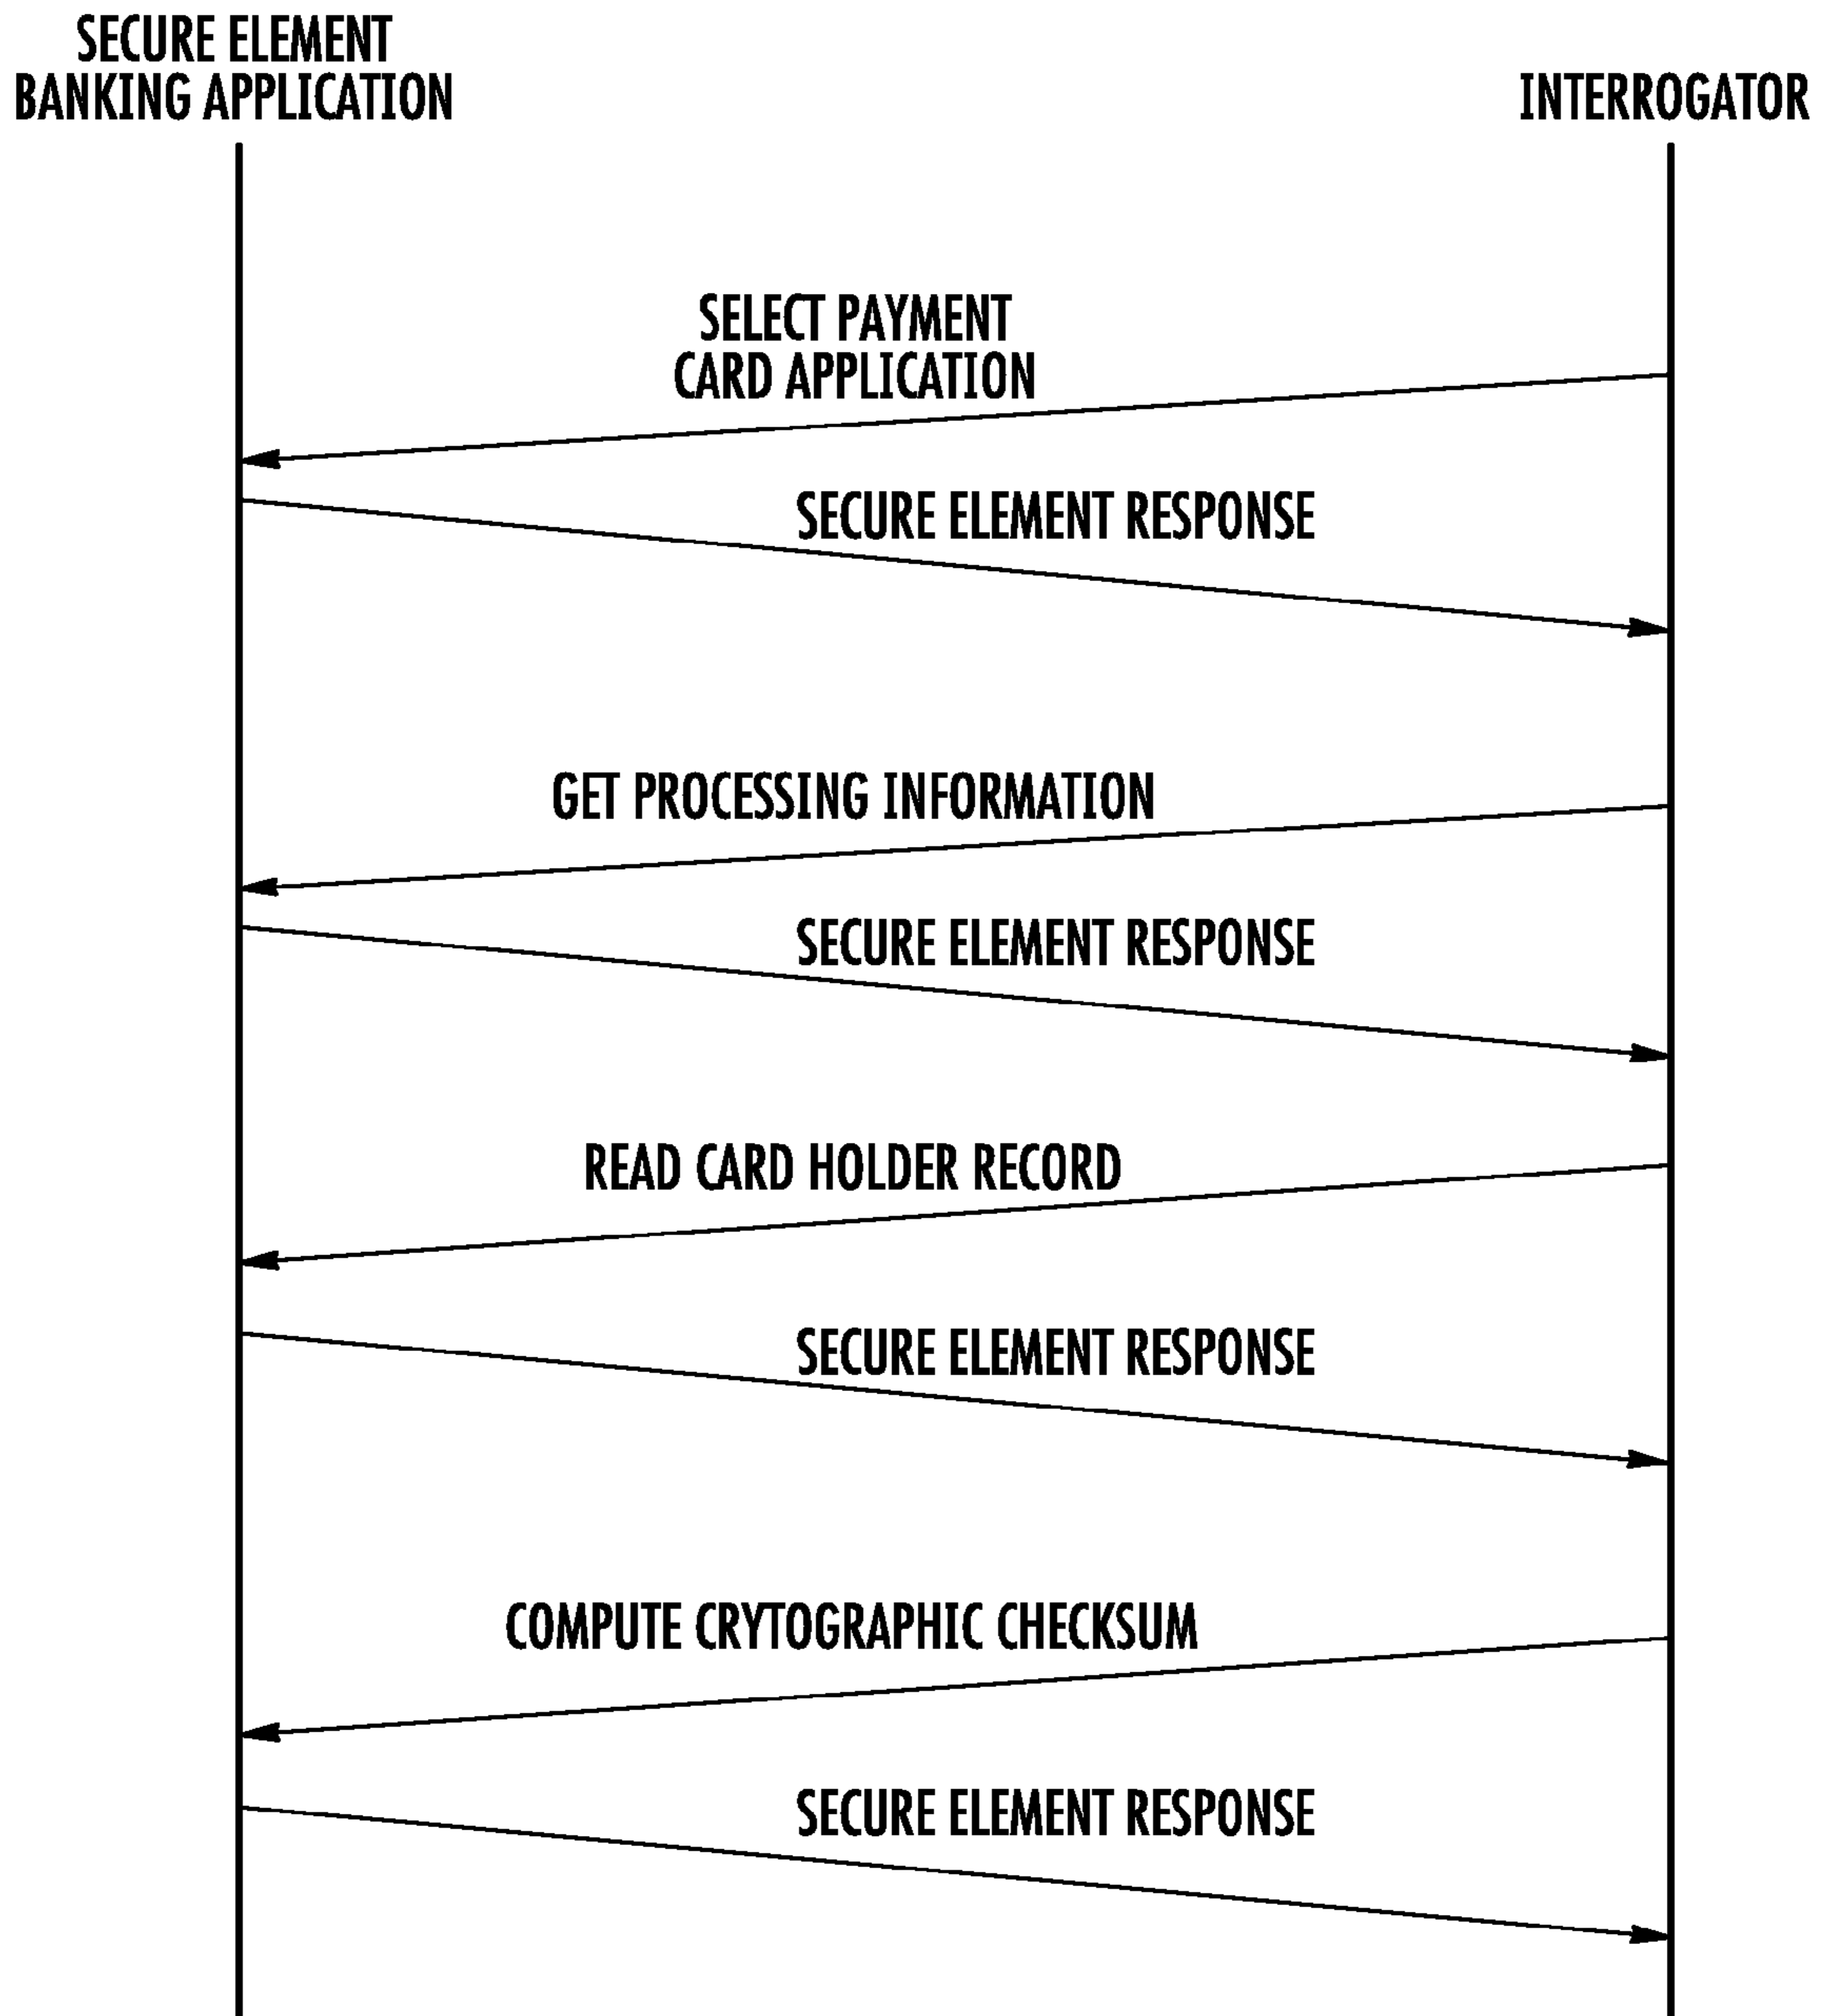 SECURE ELEMENT
BANKING APPLICATION
INTERROGATOR
SELECT PAYMENT
CARD APPLICATION
SECURE ELEMENT RESPONSE
GET PROCESSING INFORMATION
SECURE ELEMENT RESPONSE
READ CARD HOLDER RECORD
SECURE ELEMENT RESPONSE
COMPUTE CRYTOGRAPHIC CHECKSUM
SECURE ELEMENT RESPONSE